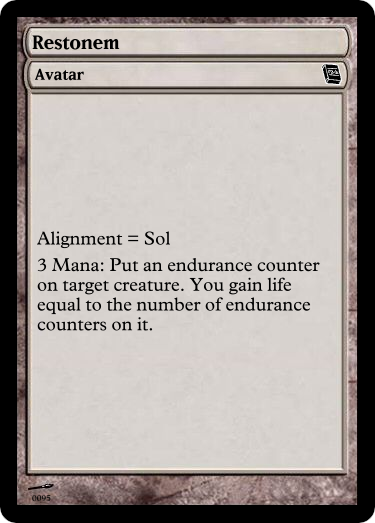 Restonem
Avatar
Alignment = Sol
3 Mana: Put an endurance counter
on target creature. You gain life
equal to the number of endurance
counters on it.
0095